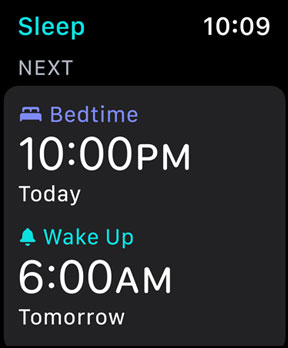 Sleep 10:09
NEXT
Bedtime
10:00PM
Today
Wake Up
6:00AM
Tomorrow